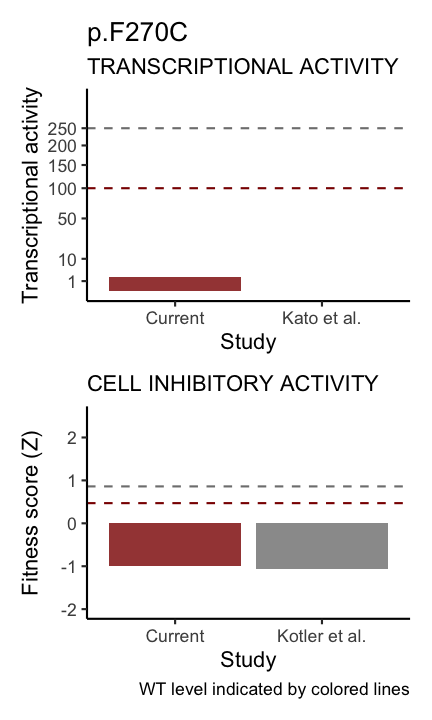 p.F270C
TRANSCRIPTIONAL ACTIVITY
Transcriptional activity
250
200
150
100
50
10
1
Current
Kato et al.
Study
CELL INHIBITORY ACTIVITY
Fitness score (Z)
2
1
0
-1
-2
Current
Kotler et al.
Study
WT level indicated by colored lines